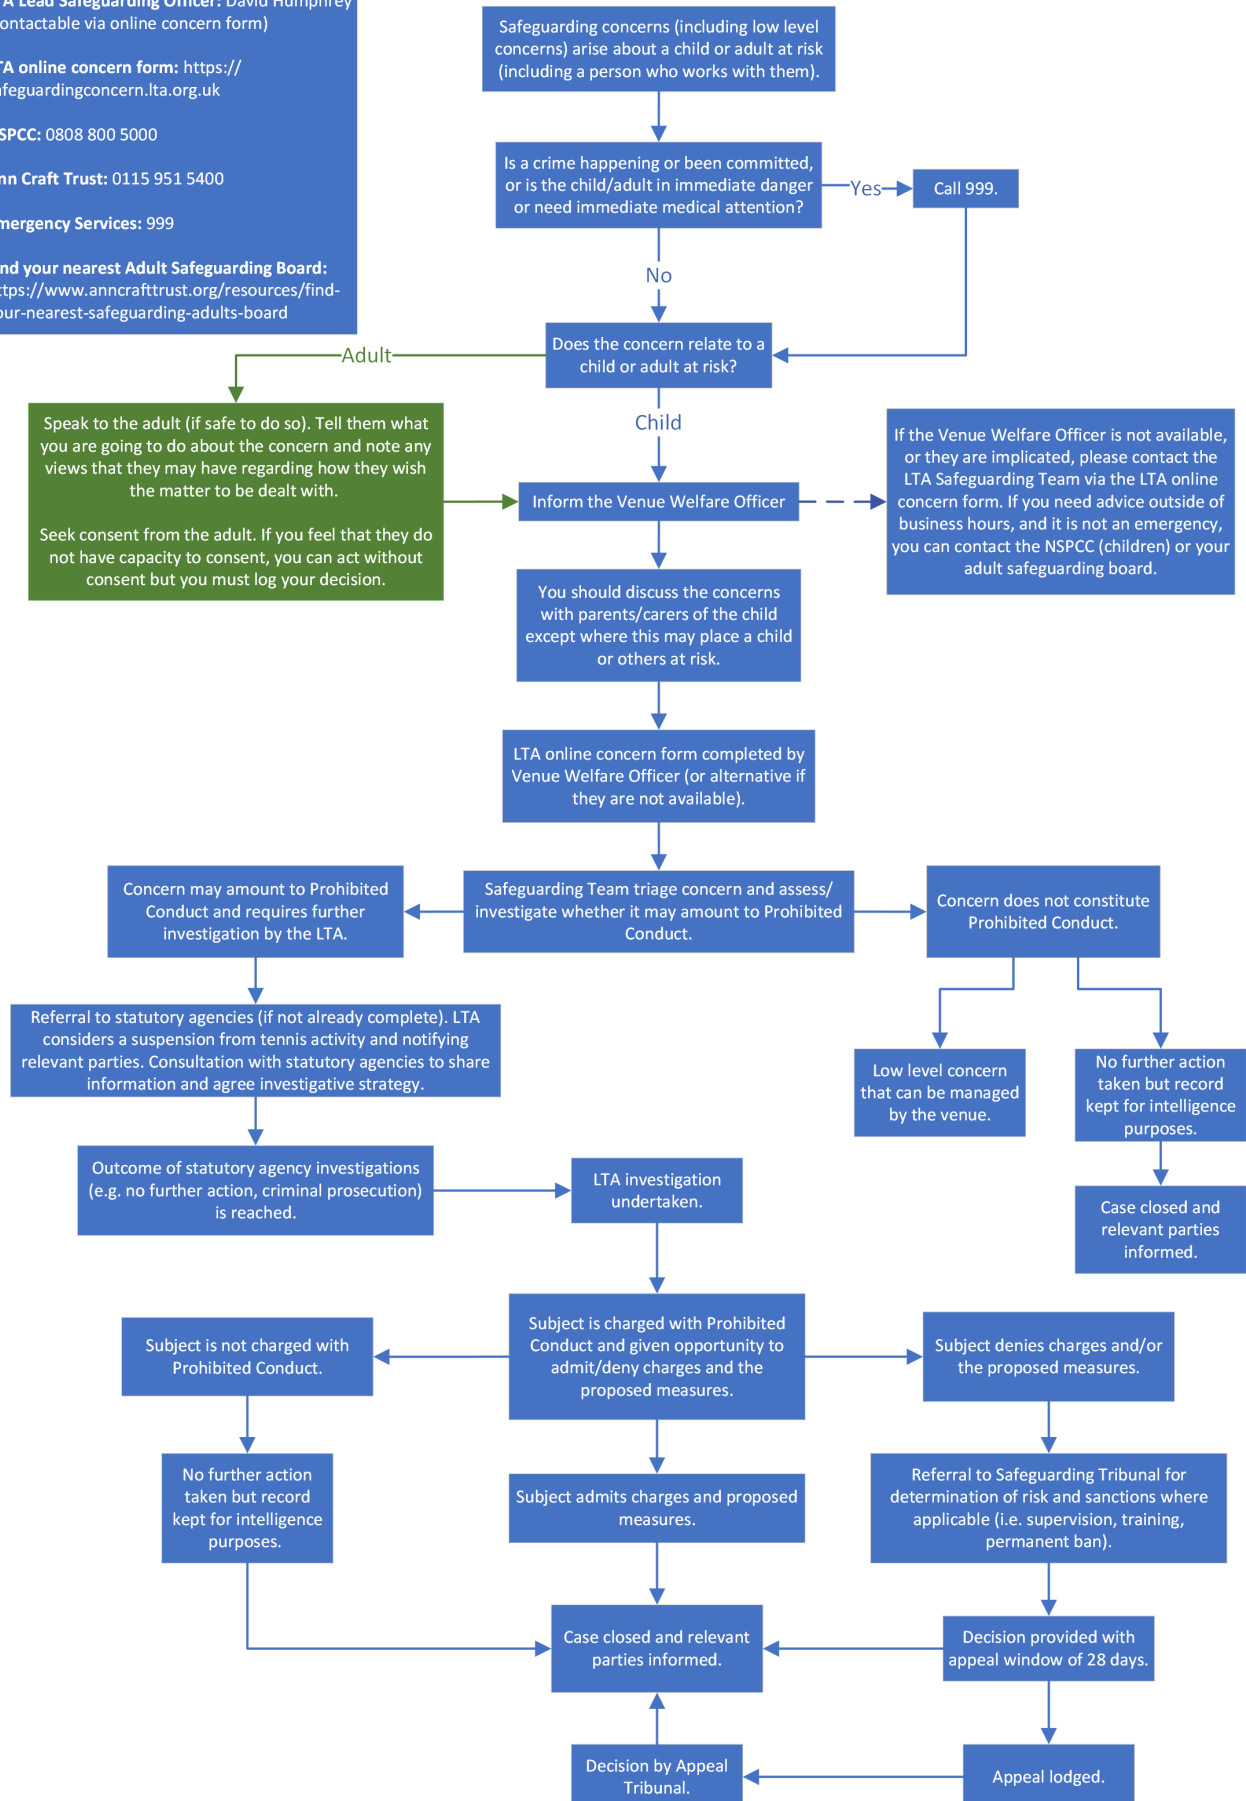 LTA Lead Safeguarding Officer: David Humphrey
contactable via online concern form)
TA online concern form: https://
afeguardingconcern.lta.org.uk
SPCC: 0808 800 5000
nn Craft Trust: 0115 951 5400
mergency Services: 999
nd your nearest Adult Safeguarding Board:
ttps://www.anncrafttrust.org/resources/find-
our-nearest-safeguarding-adults-board
Safeguarding concerns (including low level
concerns) arise about a child or adult at risk
(including a person who works with them).
Is a crime happening or been committed,
or is the child/adult in immediate danger
or need immediate medical attention?
Yes
Call 999.
No
Does the concern relate to a
child or adult at risk?
Adult
Child
Speak to the adult (if safe to do so). Tell them what
you are going to do about the concern and note any
views that they may have regarding how they wish
the matter to be dealt with.
Seek consent from the adult. If you feel that they do
not have capacity to consent, you can act without
consent but you must log your decision.
Inform the Venue Welfare Officer
If the Venue Welfare Officer is not available,
or they are implicated, please contact the
LTA Safeguarding Team via the LTA online
concern form. If you need advice outside of
business hours, and it is not an emergency,
you can contact the NSPCC (children) or your
adult safeguarding board.
You should discuss the concerns
with parents/carers of the child
except where this may place a child
or others at risk.
LTA online concern form completed by
Venue Welfare Officer (or alternative if
they are not available).
Concern may amount to Prohibited
Conduct and requires further
investigation by the LTA.
Safeguarding Team triage concern and assess/
investigate whether it may amount to Prohibited
Conduct.
Concern does not constitute
Prohibited Conduct.
Referral to statutory agencies (if not already complete). LTA
considers a suspension from tennis activity and notifying
relevant parties. Consultation with statutory agencies to share
information and agree investigative strategy.
Low level concern
that can be managed
by the venue.
No further action
taken but record
kept for intelligence
purposes.
Outcome of statutory agency investigations
(e.g. no further action, criminal prosecution)
is reached.
LTA investigation
undertaken.
Case closed and
relevant parties
informed.
Subject is not charged with
Prohibited Conduct.
Subject is charged with Prohibited
Conduct and given opportunity to
admit/deny charges and the
proposed measures.
Subject denies charges and/or
the proposed measures.
No further action
taken but record
kept for intelligence
purposes.
Subject admits charges and proposed
measures.
Referral to Safeguarding Tribunal for
determination of risk and sanctions where
applicable (i.e. supervision, training,
permanent ban).
Case closed and relevant
parties informed.
Decision provided with
appeal window of 28 days.
Decision by Appeal
Tribunal.
Appeal lodged.